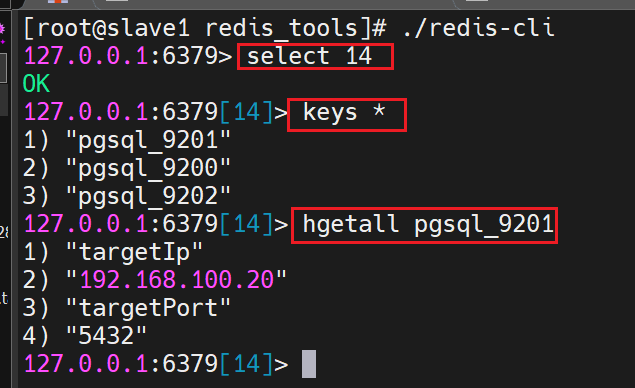 [root@slave1 redis_tools]# ./redis-cli
127.0.0.1:6379> select 14
OK
127.0.0.1:6379[14]> keys *
1) "pgsql_9201"
2) "pgsql_9200"
3) "pgsql_9202"
127.0.0.1:6379[14]> hgetall pgsql_9201
1) "targetIp"
2) "192.168.100.20"
3) "targetPort"
4) "5432"
127.0.0.1:6379[14]>